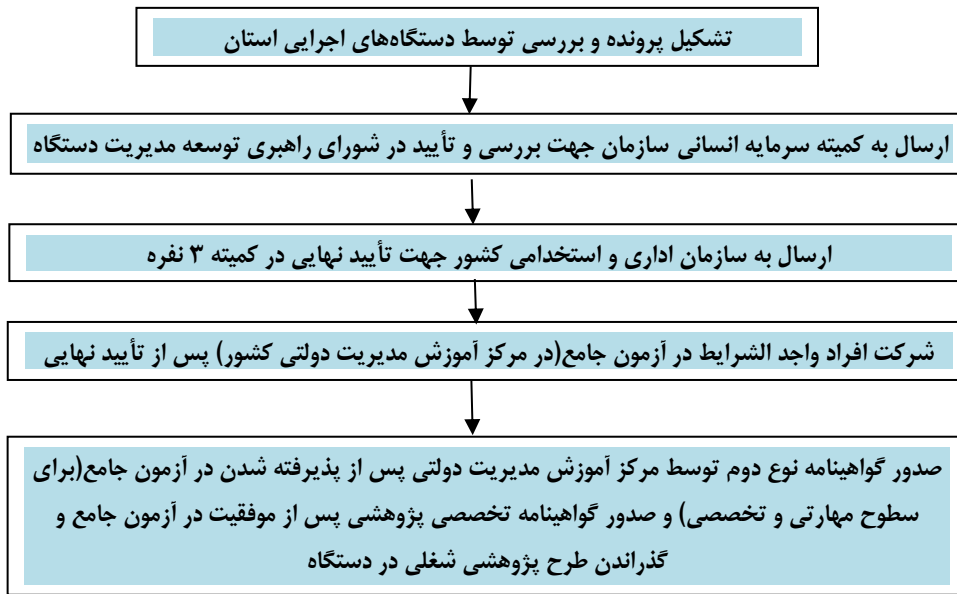 تشکیل پرونده و بررسی توسط دستگاه‌های اجرایی استان
ارسال به کمیته سرمایه انسانی سازمان جهت بررسی و تأیید در شورای راهبری توسعه مدیریت دستگاه
ارسال به سازمان اداری و استخدامی کشور جهت تأیید نهایی در کمیته ۳ نفره
شرکت افراد واجد الشرایط در آزمون جامع(در مرکز آموزش مدیریت دولتی کشور) پس از تأیید نهایی
صدور گواهینامه نوع دوم توسط مرکز آموزش مدیریت دولتی پس از پذیرفته شدن در آزمون جامع(برای
سطوح مهارتی و تخصصی) و صدور گواهینامه تخصصی پژوهشی پس از موفقیت در آزمون جامع و
گذراندن طرح پژوهشی شغلی در دستگاه